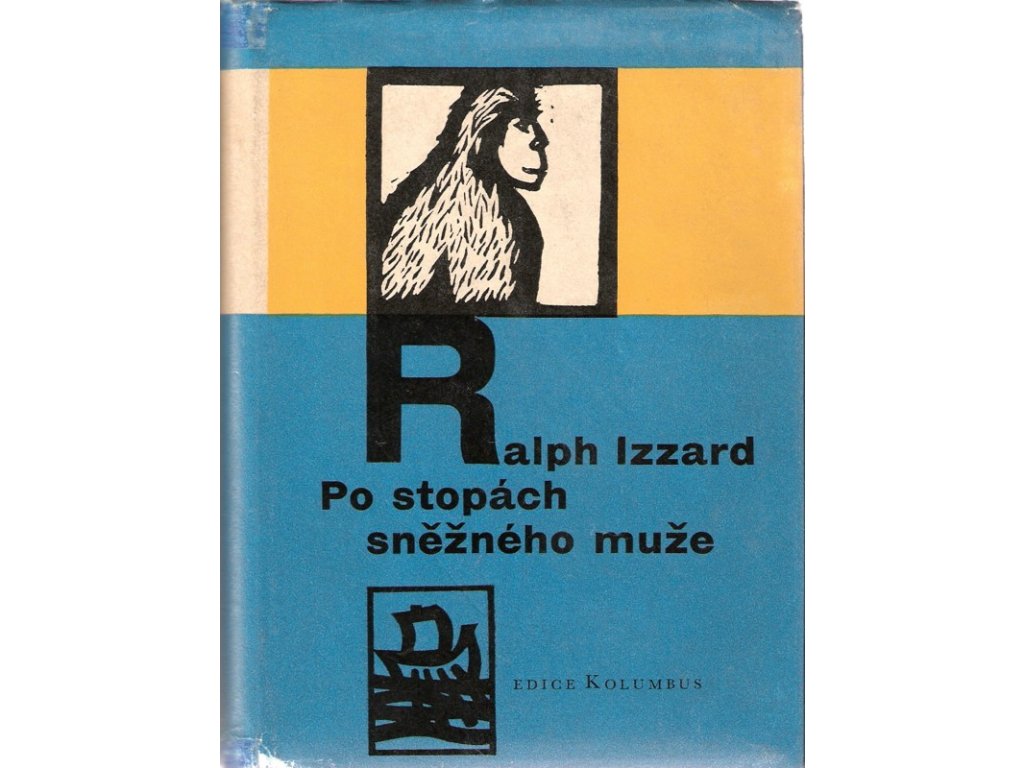 Ralph Izzard
Po stopách
sněžného muže
EDICE KOLUMBUS